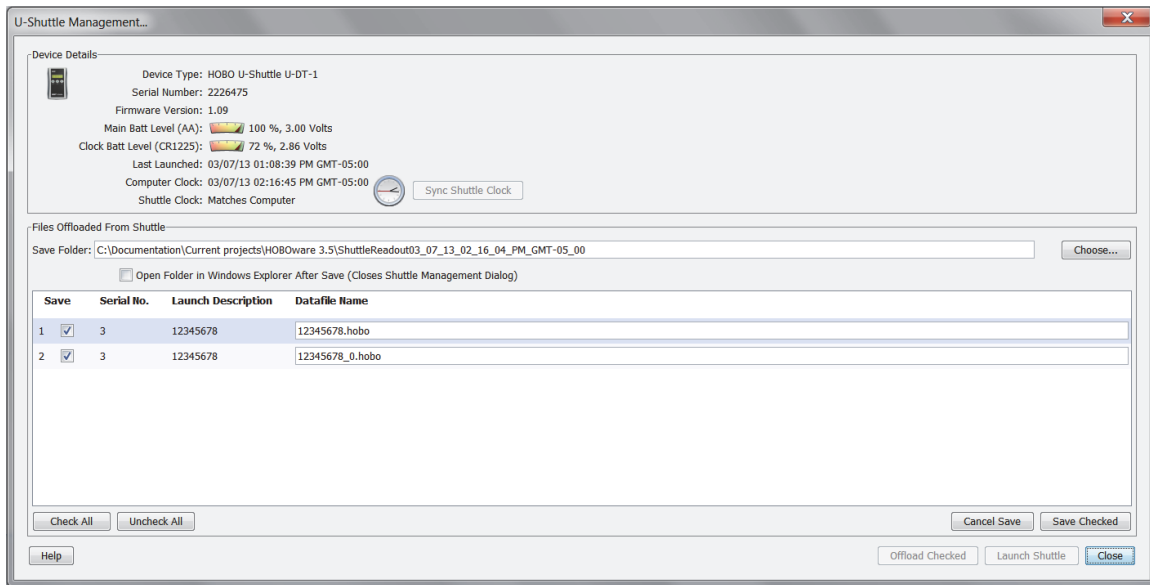 U-Shuttle Management...
Device Details
Device Type: HOBO U-Shuttle U-DT-1
Serial Number: 2226475
Firmware Version: 1.09
Main Batt Level (AA): 100 %, 3.00 Volts
Clock Batt Level (CR1225): 72 %, 2.86 Volts
Last Launched: 03/07/13 01:08:39 PM GMT-05:00
Computer Clock: 03/07/13 02:16:45 PM GMT-05:00
Shuttle Clock: Matches Computer
Sync Shuttle Clock
Files Offloaded From Shuttle
Save Folder: C:\Documentation\Current projects\HOBOware 3.5\ShuttleReadout03_07_13_02_16_04_PM_GMT-05_00 Choose...
Open Folder in Windows Explorer After Save (Closes Shuttle Management Dialog)
Save Serial No. Launch Description Datafile Name
1 3 12345678 12345678.hobo
2 3 12345678 12345678_0.hobo
Check All Uncheck All Cancel Save Save Checked
Help Offload Checked Launch Shuttle Close